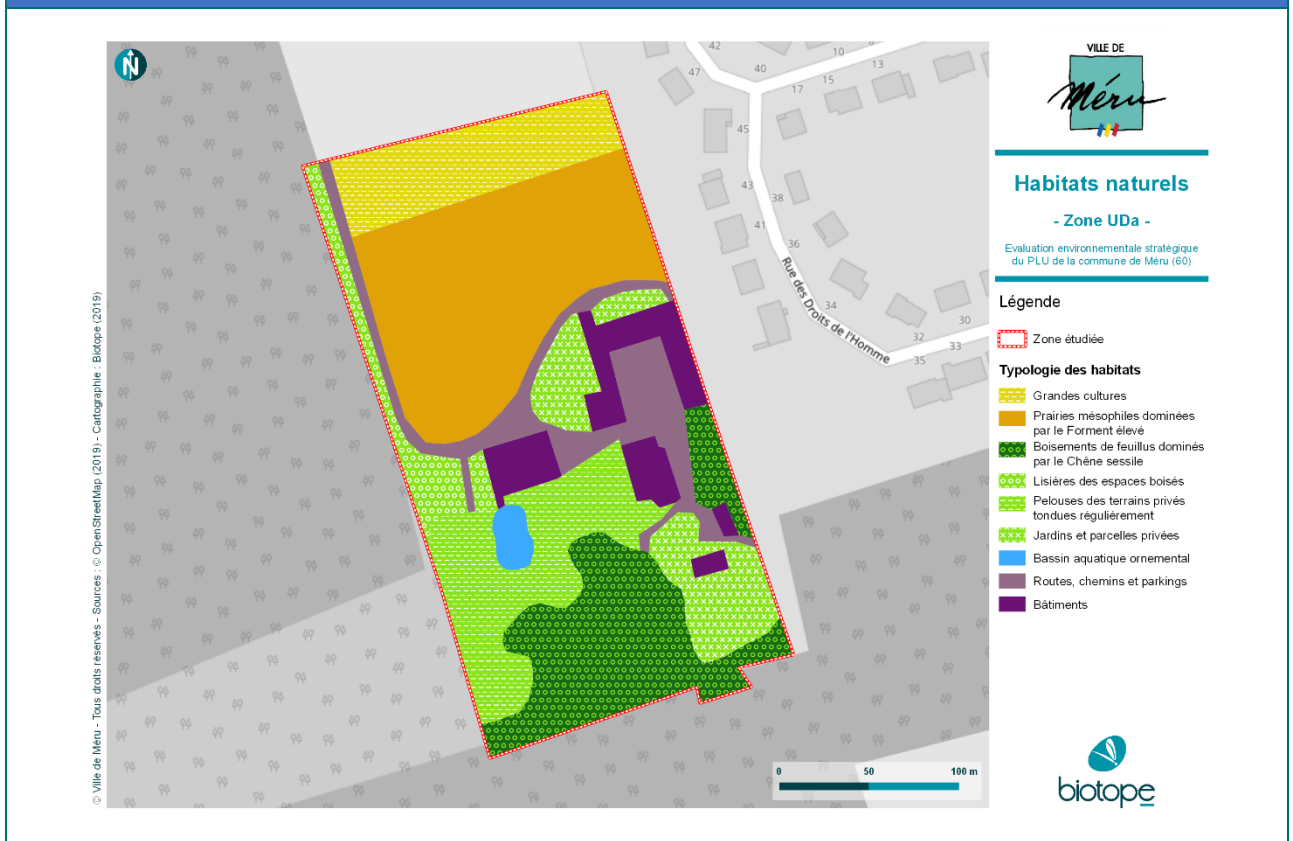 N
42
10
47
40
13
15
17
45
43
38
41
36
34
32
30
33
35
Rue des Droits de l'Homme
0 50 100 m
© Ville de Méru - Tous droits réservés - Sources : © OpenStreetMap (2019) - Cartographie : Biotope (2019)
VILLE DE
Méru
Habitats naturels
- Zone UDa -
Evaluation environnementale stratégique
du PLU de la commune de Méru (60)
Légende
Zone étudiée
Typologie des habitats
Grandes cultures
Prairies mésophiles dominées
par le Forment élevé
Boisements de feuillus dominés
par le Chêne sessile
Lisières des espaces boisés
Pelouses des terrains privés
tondues réguliérement
Jardins et parcelles privées
Bassin aquatique ornemental
Routes, chemins et parkings
Bâtiments
biotope